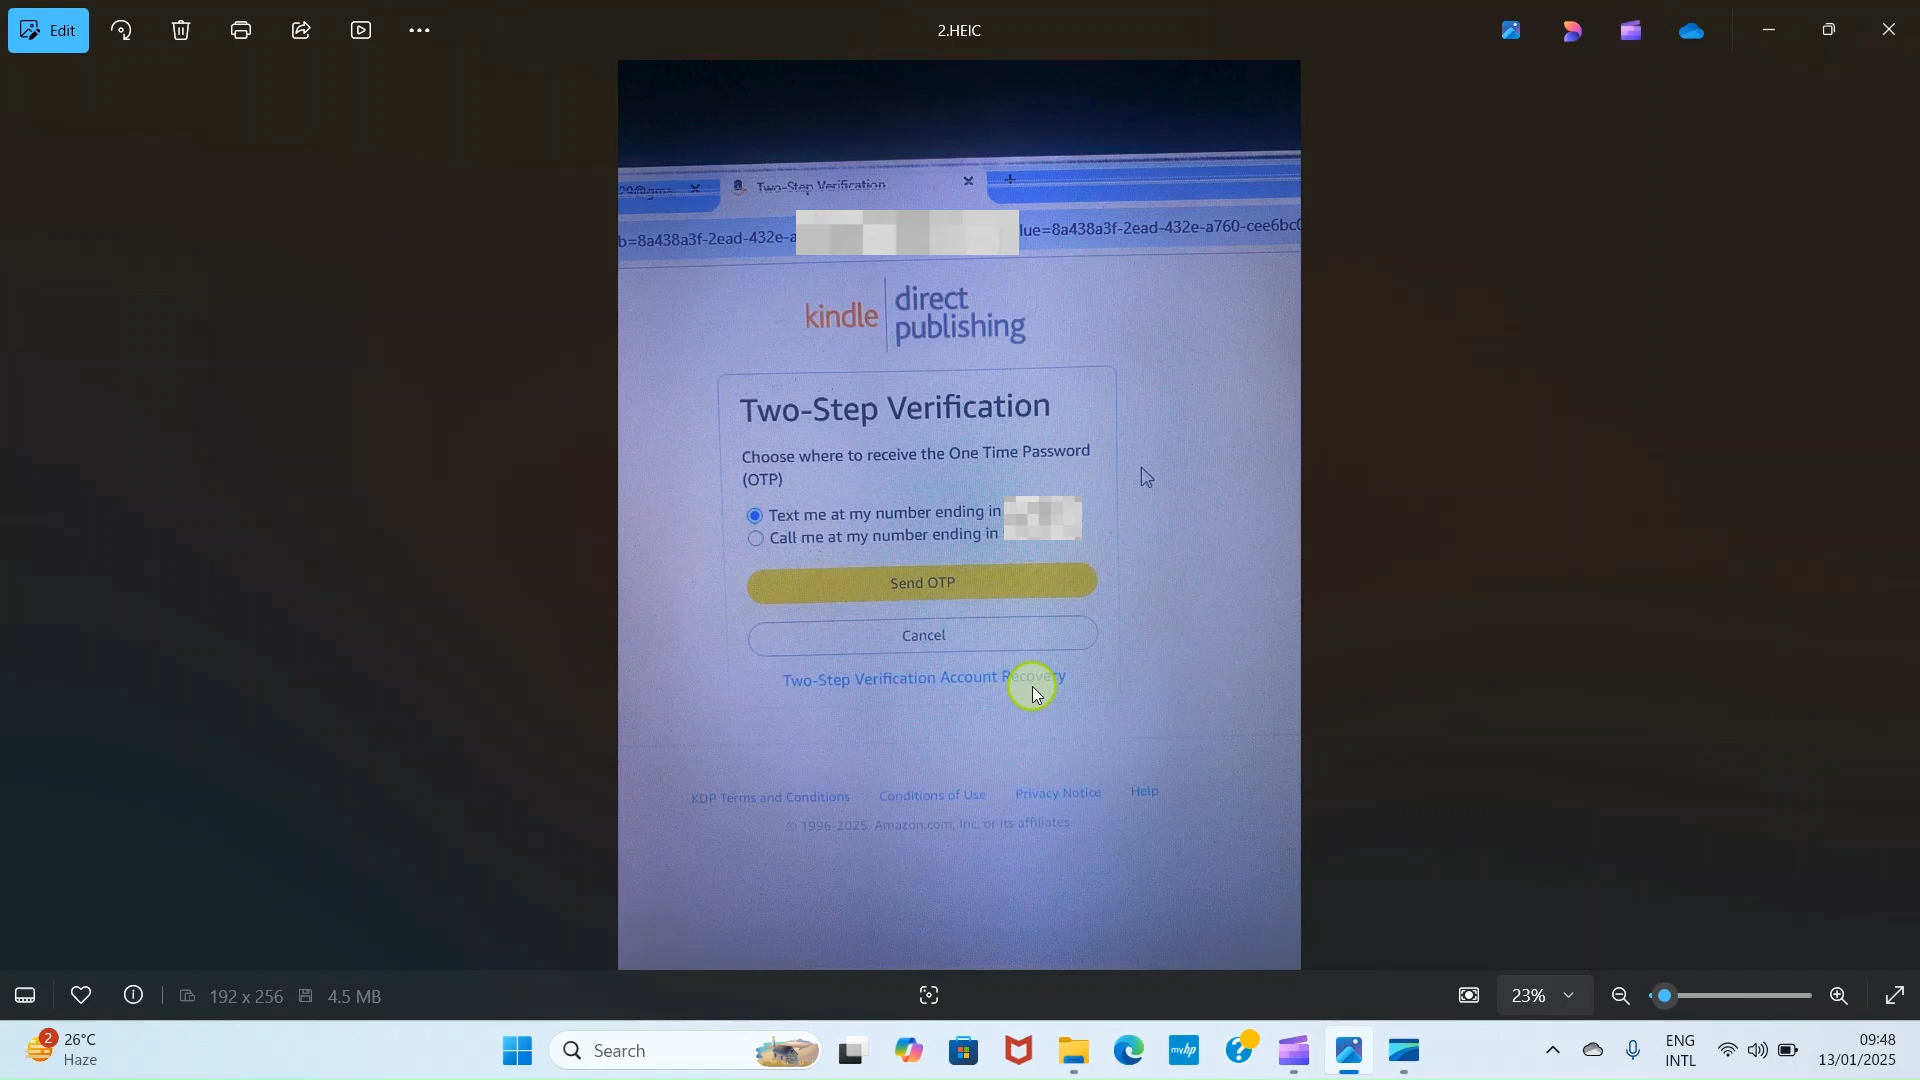 Edit
2.HEIC
Two-Step Verification
b=8a438a3f-2ead-432e-a
lue=8a438a3f-2ead-432e-a760-cee6bc
kindle
direct
publishing
Two-Step Verification
Choose where to receive the One Time Password
(OTP)
Text me at my number ending in
Call me at my number ending in
Send OTP
Cancel
Two-Step Verification Account Recovery
KDP Terms and Conditions Conditions of Use Privacy Notice Help
© 1996-2025, Amazon.com, Inc. or its affiliates
192 x 256 4.5 MB
23%
2
26°C
Haze
Search
myhp
ENG
INTL
09:48
13/01/2025